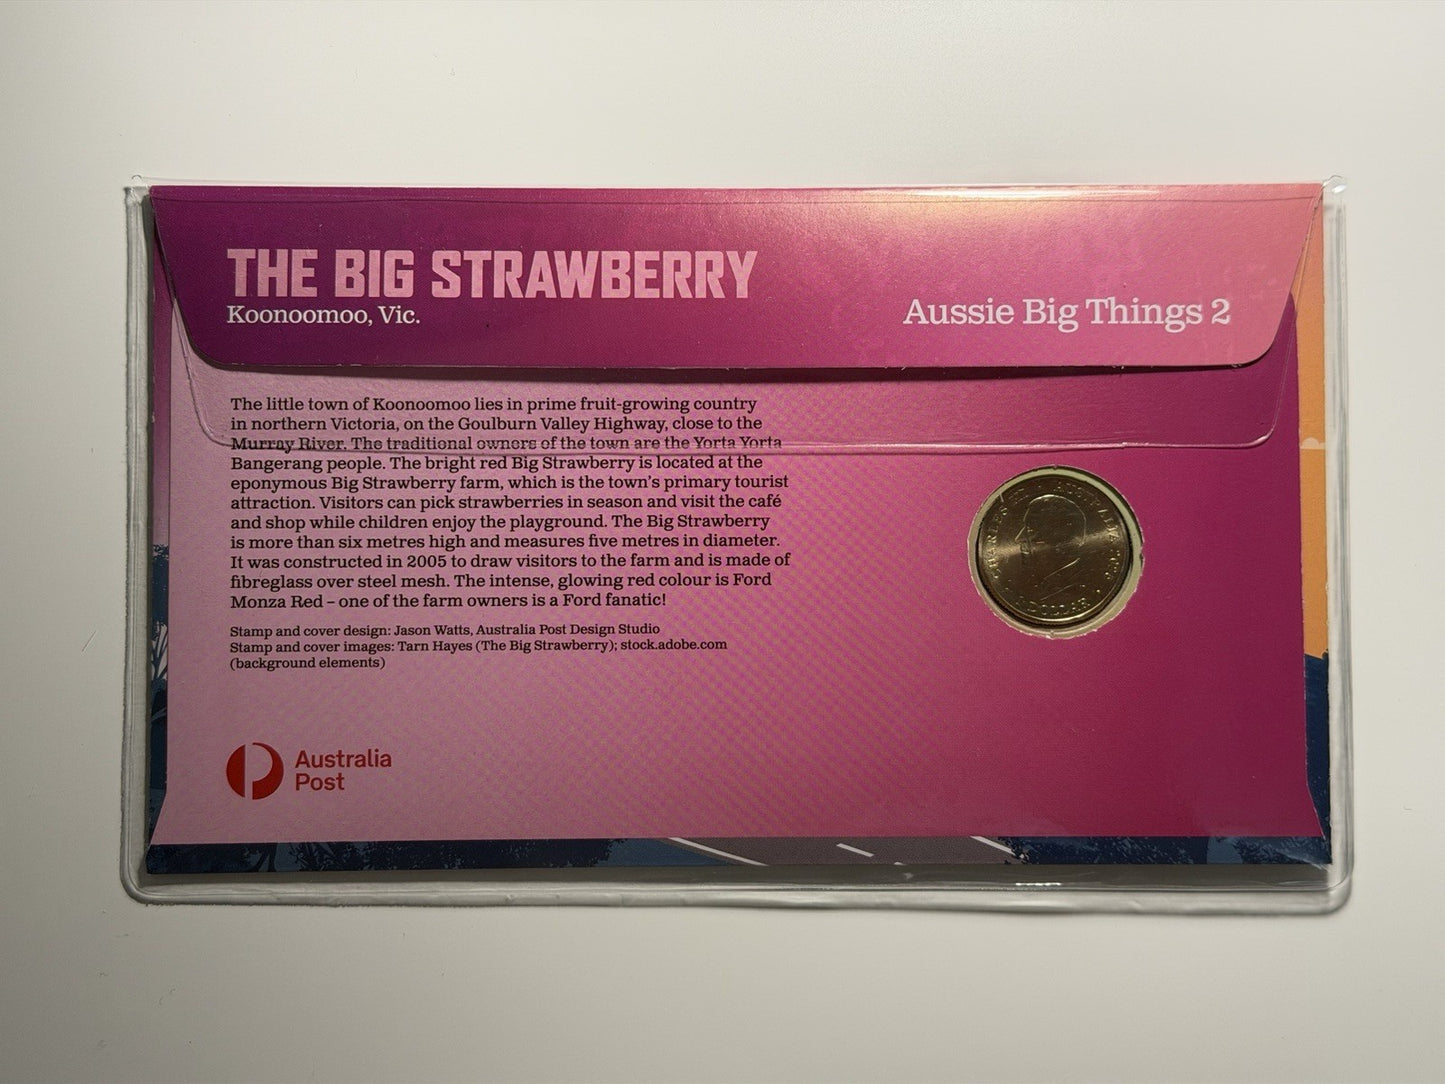 THE BIG STRAWBERRY
Koonoomoo, Vic.
Aussie Big Things 2
The little town of Koonoomoo lies in prime fruit-growing country
in northern Victoria, on the Goulburn Valley Highway, close to the
Murray River. The traditional owners of the town are the Yorta Yorta
Bangerang people. The bright red Big Strawberry is located at the
eponymous Big Strawberry farm, which is the town's primary tourist
attraction. Visitors can pick strawberries in season and visit the café
and shop while children enjoy the playground. The Big Strawberry
is more than six metres high and measures five metres in diameter.
It was constructed in 2005 to draw visitors to the farm and is made of
fibreglass over steel mesh. The intense, glowing red colour is Ford
Monza Red – one of the farm owners is a Ford fanatic!
Stamp and cover design: Jason Watts, Australia Post Design Studio
Stamp and cover images: Tarn Hayes (The Big Strawberry); stock.adobe.com
(background elements)
CHARLES III AUSTRALIA
DOLLAR
Australia
Post